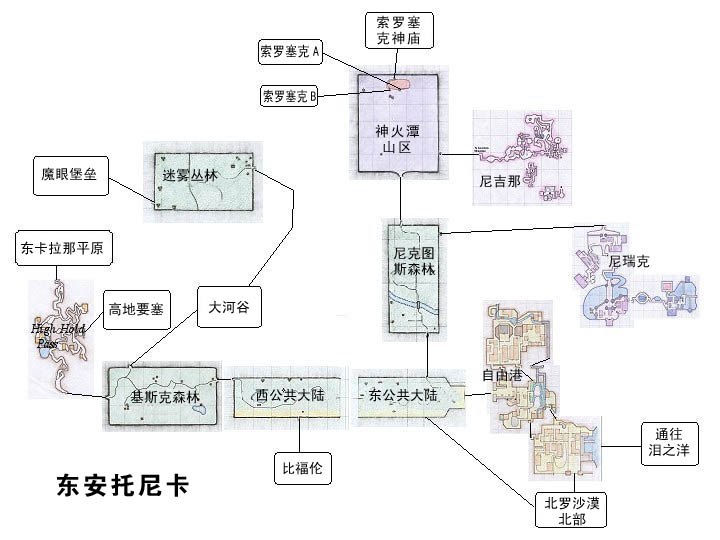 索罗塞
克神庙
索罗塞克A
索罗塞克B
神火潭
山区
尼吉那
迷雾丛林
魔眼堡垒
东卡拉那平原
高地要塞
High Hold
Pass
大河谷
尼克图
斯森林
尼瑞克
自由港
基斯克森林
西公共大陆
东公共大陆
比福伦
通往
泪之洋
北罗沙漠
北部
东安托尼卡